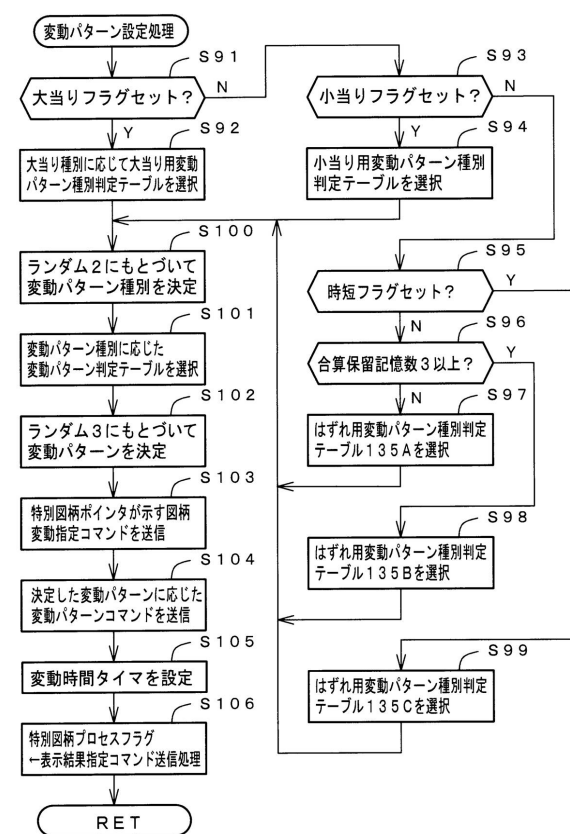 変動パターン設定処理
S91
大当りフラグセット?
N
Y
S92
大当り種別に応じて大当り用変動
パターン種別判定テーブルを選択
S93
小当りフラグセット?
N
Y
S94
小当り用変動パターン種別
判定テーブルを選択
S95
時短フラグセット?
Y
N
S96
合算保留記憶数3以上?
Y
N
S97
はずれ用変動パターン種別判定
テーブル135Aを選択
S98
はずれ用変動パターン種別判定
テーブル135Bを選択
S99
はずれ用変動パターン種別判定
テーブル135Cを選択
S100
ランダム2にもとづいて
変動パターン種別を決定
S101
変動パターン種別に応じた
変動パターン判定テーブルを選択
S102
ランダム3にもとづいて
変動パターンを決定
S103
特別図柄ポインタが示す図柄
変動指定コマンドを送信
S104
決定した変動パターンに応じた
変動パターンコマンドを送信
S105
変動時間タイマを設定
S106
特別図柄プロセスフラグ
←表示結果指定コマンド送信処理
RET